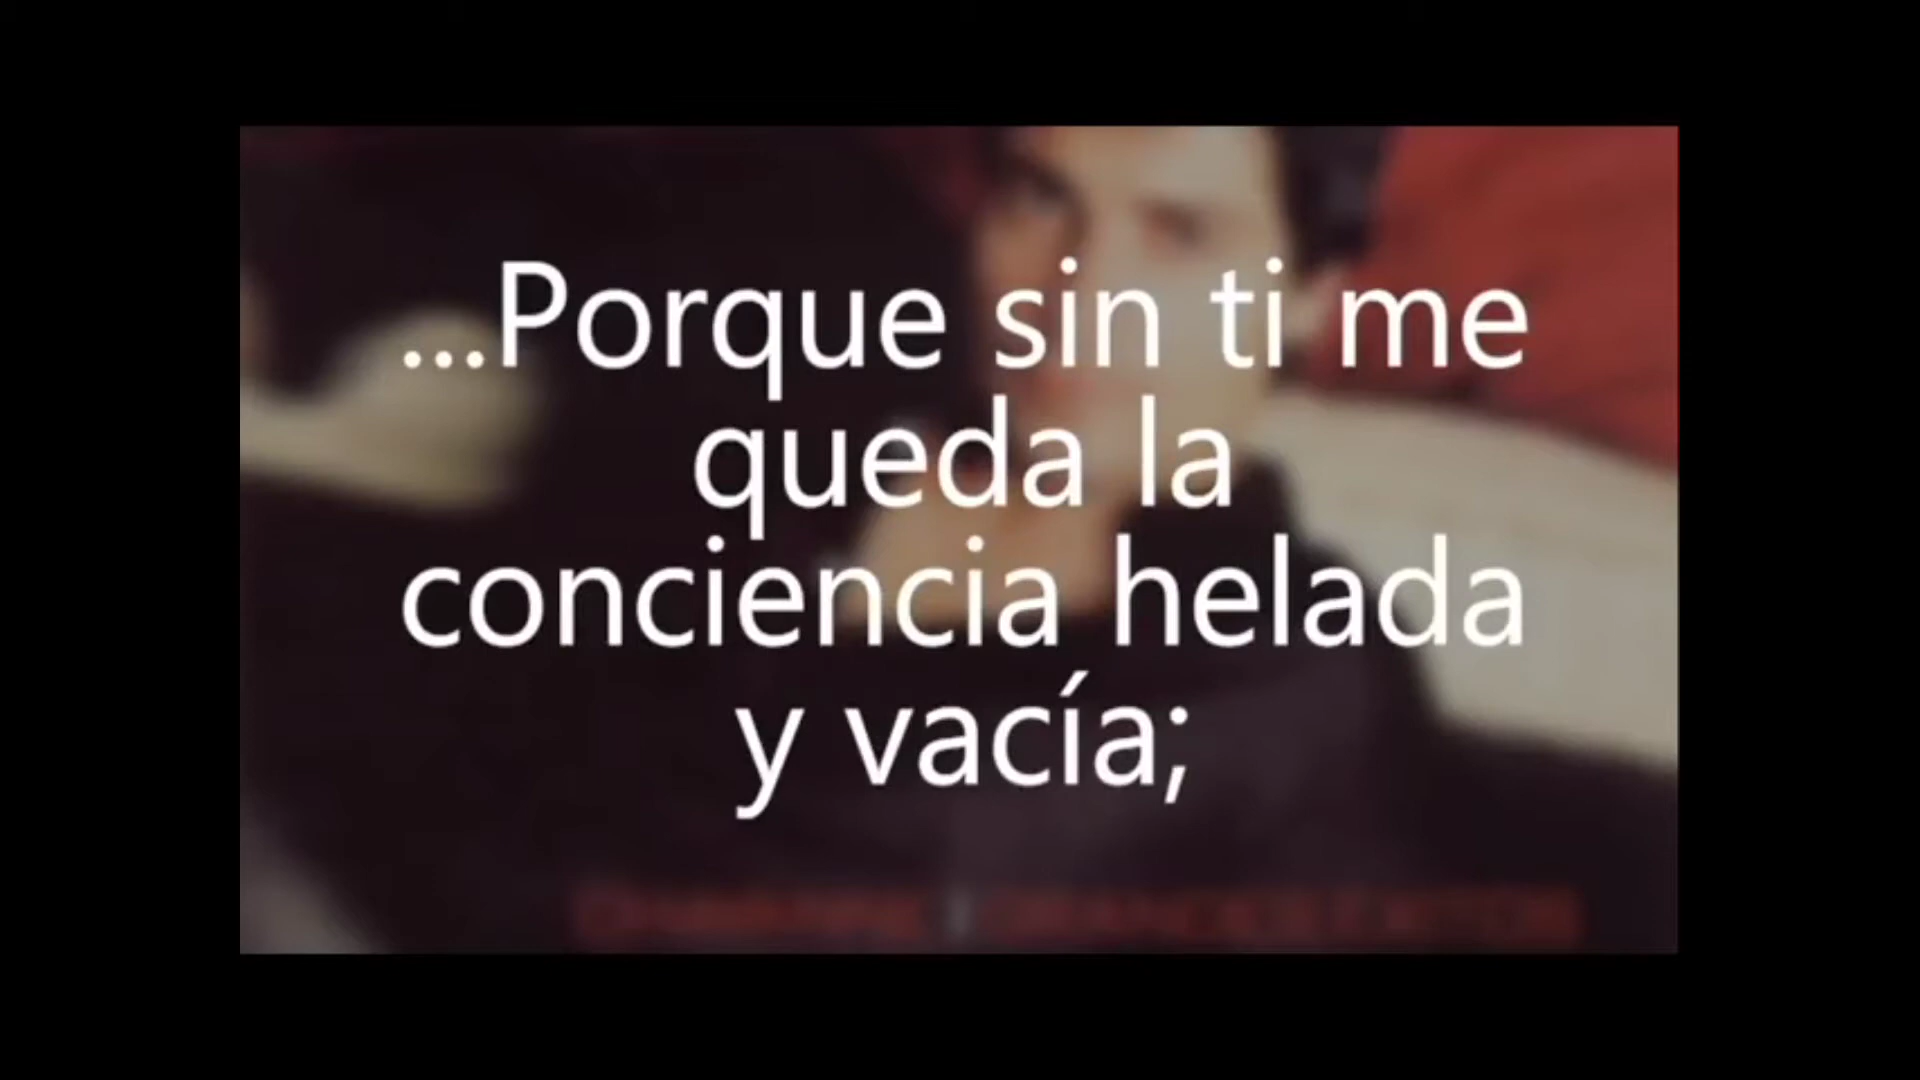 ...Porque sin ti me
queda la
conciencia helada
y vacía;